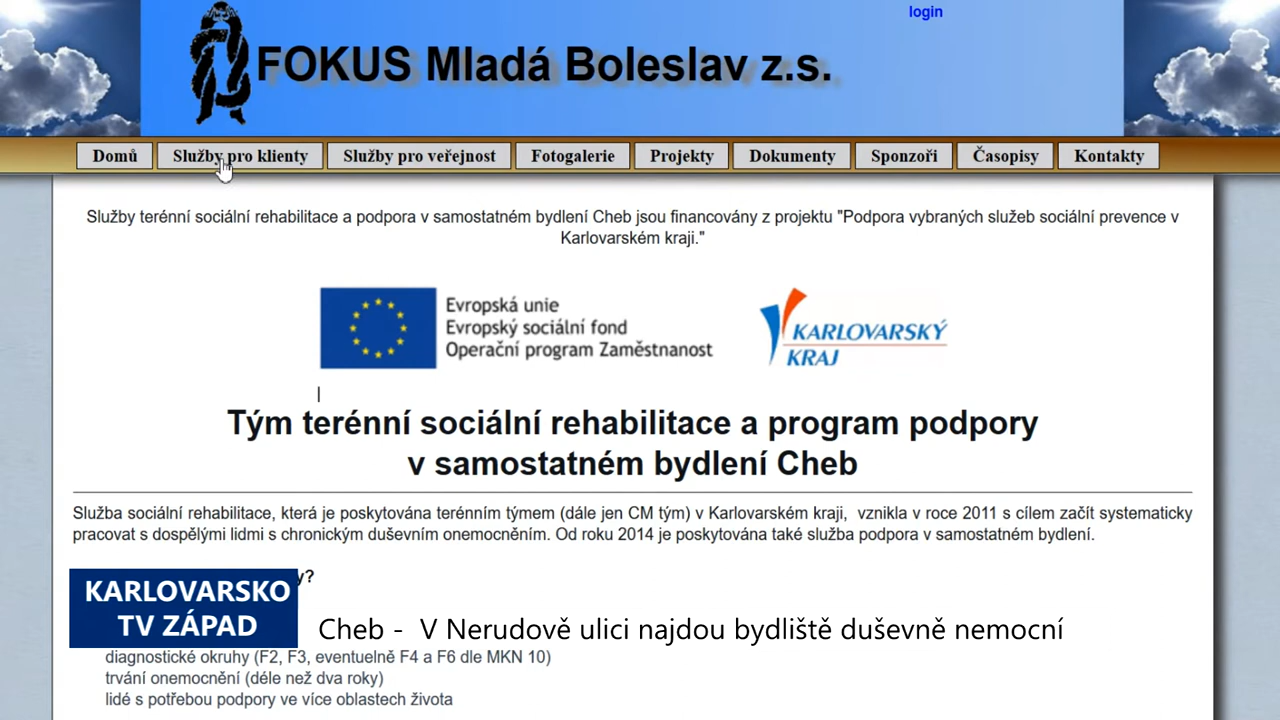 login
FOKUS Mladá Boleslav z.s.
Domů Služby pro klienty Služby pro veřejnost Fotogalerie Projekty Dokumenty Sponzoři Časopisy Kontakty
Služby terénní sociální rehabilitace a podpora v samostatném bydlení Cheb jsou financovány z projektu "Podpora vybraných služeb sociální prevence v
Karlovarském kraji."
Evropská unie
Evropský sociální fond
Operační program Zaměstnanost
KARLOVARSKÝ
KRAJ
Tým terénní sociální rehabilitace a program podpory
v samostatném bydlení Cheb
Služba sociální rehabilitace, která je poskytována terénním týmem (dále jen CM tým) v Karlovarském kraji, vznikla v roce 2011 s cílem začít systematicky
pracovat s dospělými lidmi s chronickým duševním onemocněním. Od roku 2014 je poskytována také služba podpora v samostatném bydlení.
y?
KARLOVARSKO
TV ZÁPAD
Cheb - V Nerudově ulici najdou bydliště duševně nemocní
diagnostické okruhy (F2, F3, eventuelně F4 a F6 dle MKN 10)
trvání onemocnění (déle než dva roky)
lidé s potřebou podpory ve více oblastech života